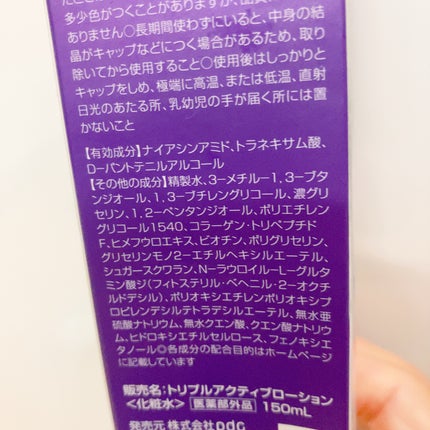 多少色がつくことがありますが、品質に
ありません○長期間使わずにいると、中身の結
晶がキャップなどにつく場合があるため、取り
除いてから使用すること○使用後はしっかりと
キャップをしめ、極端に高温、または低温、直射
日光のあたる所、乳幼児の手が届く所には置
かないこと
【有効成分】ナイアシンアミド、トラネキサム酸、
D-パントテニルアルコール
【その他の成分】精製水、3-メチル-1,3-ブタ
ンジオール、1,3-ブチレングリコール、濃グリ
セリン、1,2-ペンタンジオール、ポリエチレン
グリコール1540、コラーゲン・トリペプチド
F、ヒメフウロエキス、ビオチン、ポリグリセリン、
グリセリンモノ2-エチルヘキシルエーテル、
シュガースクワラン、N-ラウロイル-L-グルタ
ミン酸ジ(フィトステリル・ベヘニル・2-オクチ
ルドデシル)、ポリオキシエチレンポリオキシプ
ロピレンデシルテトラデシルエーテル、無水亜
硫酸ナトリウム、無水クエン酸、クエン酸ナトリウ
ム、ヒドロキシエチルセルロース、フェノキシエ
タノール◎各成分の配合目的はホームページ
に記載しています
販売名:トリプルアクティブローション
<化粧水> 医薬部外品 150mL
発売元 株式会社pdc